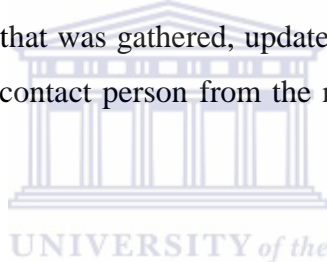 that was gathered, update
contact person from the
UNIVERSITY of the